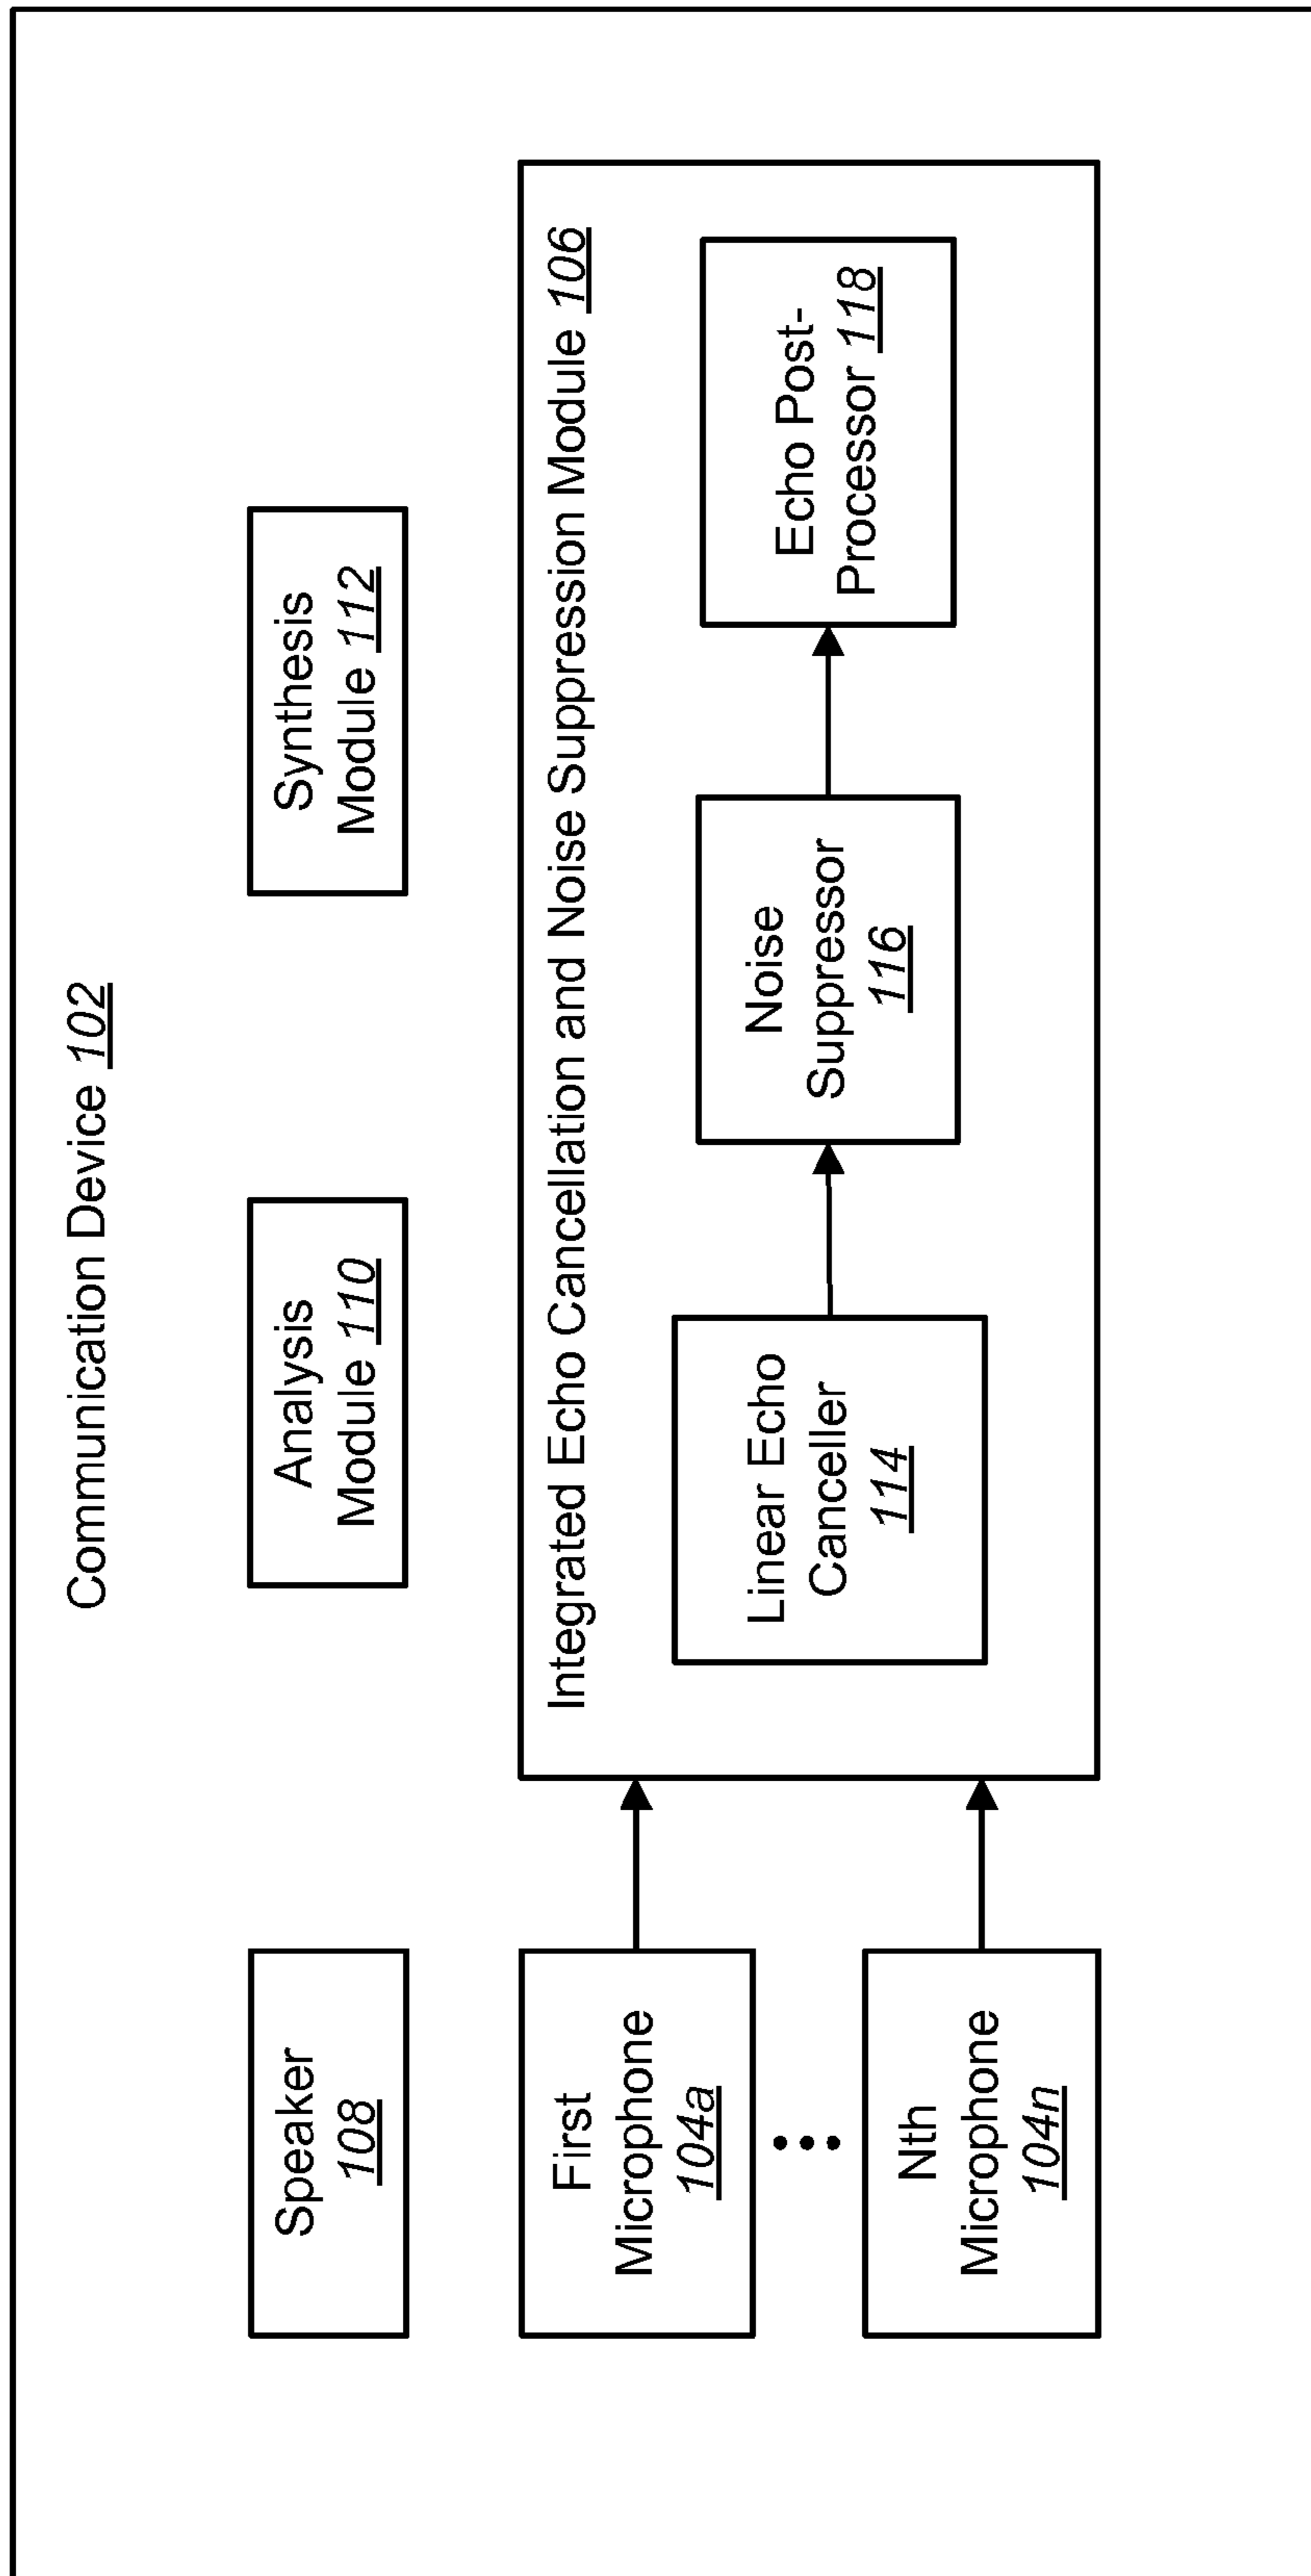 Communication Device 102
Speaker
108
Analysis
Module 110
Synthesis
Module 112
First
Microphone
104a
Nth
Microphone
104n
Integrated Echo Cancellation and Noise Suppression Module 106
Linear Echo
Canceller
114
Noise
Suppressor
116
Echo Post-
Processor 118